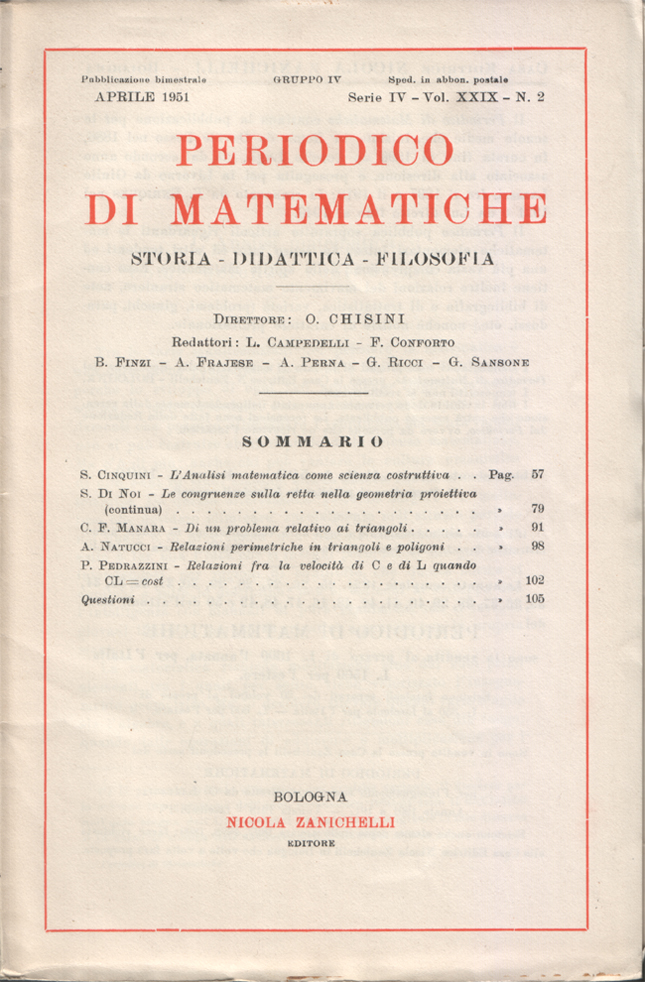 Pubblicazione bimestrale GRUPPO IV Sped. in abbon. postale
APRILE 1951 Serie IV – Vol. XXIX – N. 2
PERIODICO
DI MATEMATICHE
STORIA - DIDATTICA - FILOSOFIA
DIRETTORE: O. CHISINI
Redattori: L. CAMPEDELLI – F. CONFORTO
B. FINZI – A. FRAJESE – A. PERNA – G. RICCI – G. SANSONE
SOMMARIO
S. CINQUINI - L'Analisi matematica come scienza costruttiva . . Pag. 57
S. DI NOI - Le congruenze sulla retta nella geometria proiettiva
(continua) . . . . . . . . . . . . . . . . . . . . » 79
C. F. MANARA - Di un problema relativo ai triangoli . . . . . » 91
A. NATUCCI - Relazioni perimetriche in triangoli e poligoni . . » 98
P. PEDRAZZINI - Relazioni fra la velocità di C e di L quando
CL = cost . . . . . . . . . . . . . . . . . . . . » 102
Questioni . . . . . . . . . . . . . . . . . . . . . » 105
BOLOGNA
NICOLA ZANICHELLI
EDITORE